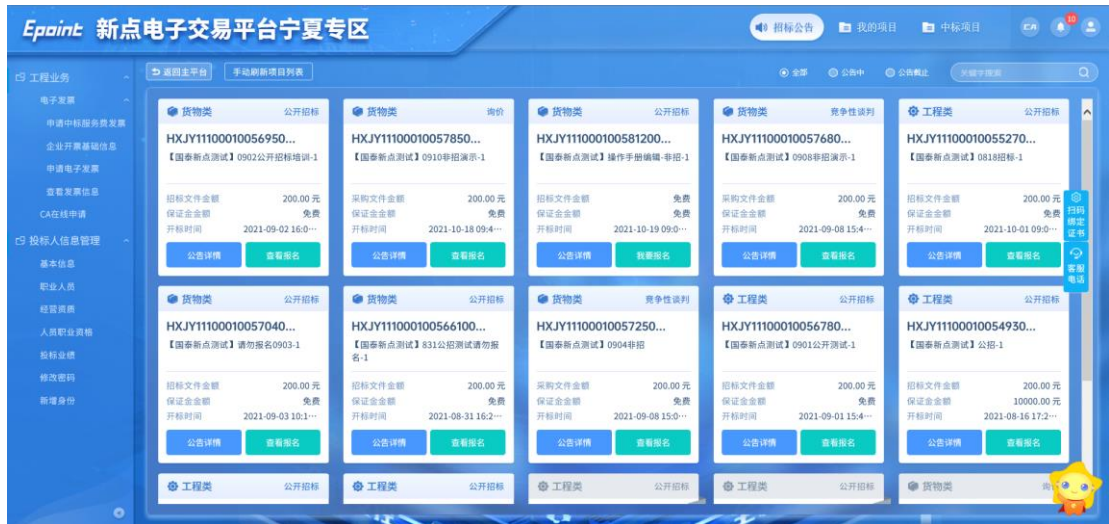 Epoint 新点电子交易平台宁夏专区
招标公告
我的项目
中标项目
CA
10
工程业务
电子发票
申请中标服务费发票
企业开票基础信息
申请电子发票
查看发票信息
CA在线申请
投标人信息管理
基本信息
职业人员
经营资质
人员职业资格
投标业绩
修改密码
新增身份
返回主平台
手动刷新项目列表
全部
公告中
公告截止
关键字搜索
货物类 公开招标
HXJY11100010056950...
【国泰新点测试】0902公开招标培训-1
招标文件金额 200.00 元
保证金金额 免费
开标时间 2021-09-02 16:0…
公告详情 查看报名
货物类 询价
HXJY11100010057850...
【国泰新点测试】0910非招演示-1
采购文件金额 200.00 元
保证金金额 免费
开标时间 2021-10-18 09:4…
公告详情 查看报名
货物类 公开招标
HXJY111000100581200...
【国泰新点测试】操作手册编辑-非招-1
招标文件金额 免费
保证金金额 免费
开标时间 2021-10-19 09:0…
公告详情 我要报名
货物类 竞争性谈判
HXJY11100010057680...
【国泰新点测试】0908非招演示-1
采购文件金额 200.00 元
保证金金额 免费
开标时间 2021-09-08 15:4…
公告详情 查看报名
工程类 公开招标
HXJY11100010055270...
【国泰新点测试】0818招标-1
招标文件金额 200.00 元
保证金金额 免费
开标时间 2021-10-01 09:0…
公告详情 查看报名
扫码
绑定
证书
客服
电话
货物类 公开招标
HXJY11100010057040...
【国泰新点测试】请勿报名0903-1
招标文件金额 200.00 元
保证金金额 免费
开标时间 2021-09-03 10:1…
公告详情 查看报名
货物类 公开招标
HXJY111000100566100...
【国泰新点测试】831公招测试请勿报
名-1
招标文件金额 200.00 元
保证金金额 免费
开标时间 2021-08-31 16:2…
公告详情 查看报名
货物类 竞争性谈判
HXJY11100010057250...
【国泰新点测试】0904非招
采购文件金额 200.00 元
保证金金额 免费
开标时间 2021-09-08 15:0…
公告详情 查看报名
工程类 公开招标
HXJY11100010056780...
【国泰新点测试】0901公开测试-1
招标文件金额 200.00 元
保证金金额 免费
开标时间 2021-09-01 15:4…
公告详情 查看报名
工程类 公开招标
HXJY11100010054930...
【国泰新点测试】公招-1
招标文件金额 200.00 元
保证金金额 10000.00 元
开标时间 2021-08-16 17:2…
公告详情 查看报名
工程类 公开招标
工程类 公开招标
工程类 公开招标
工程类 公开招标
货物类